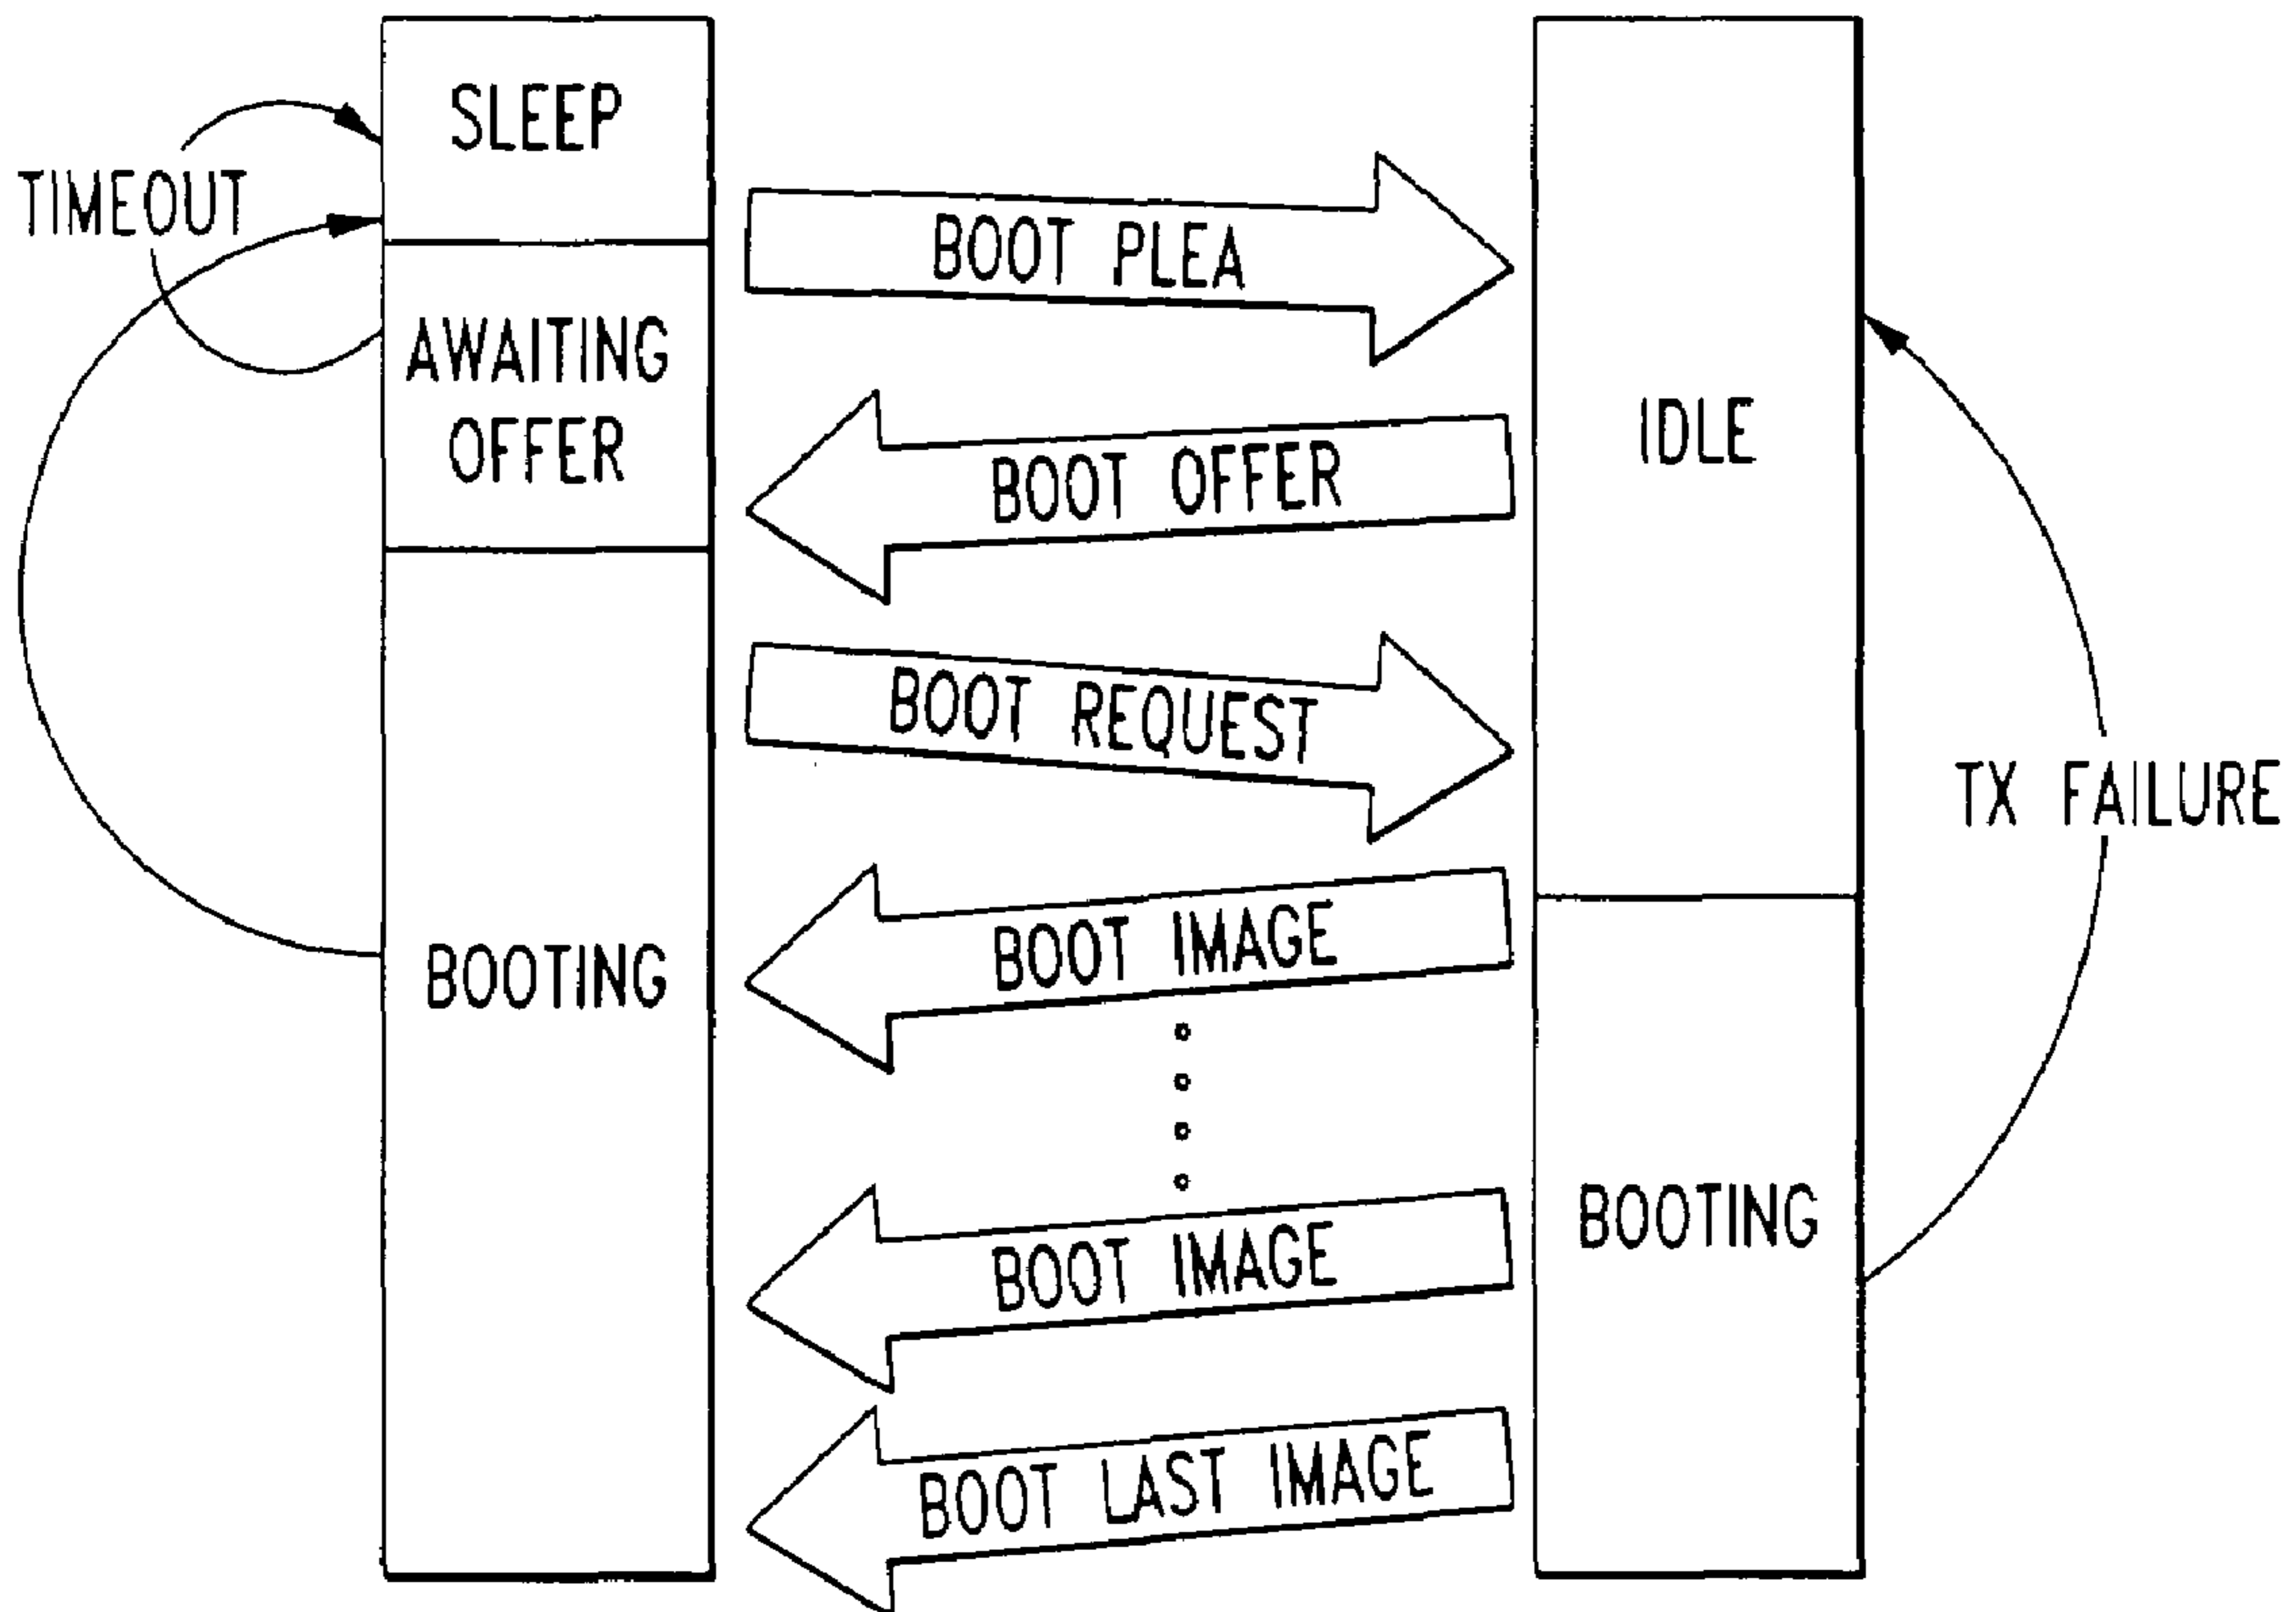 SLEEP
TIMEOUT
AWAITING
OFFER
BOOTING
BOOT PLEA
BOOT OFFER
BOOT REQUEST
BOOT IMAGE
BOOT IMAGE
BOOT LAST IMAGE
IDLE
TX FAILURE
BOOTING